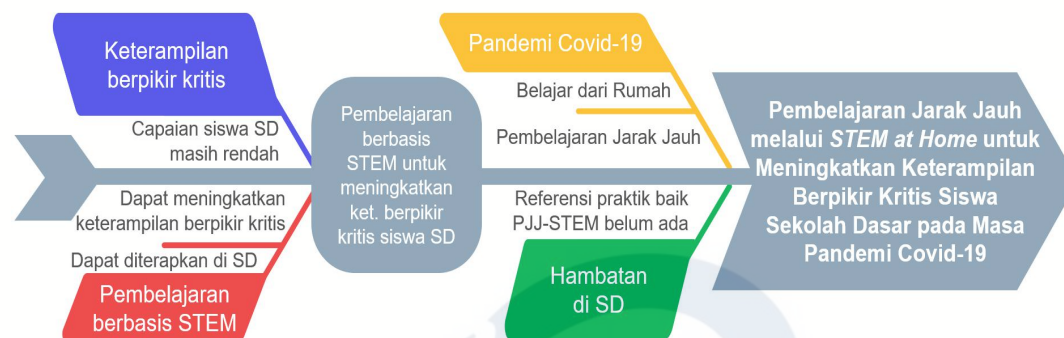 Keterampilan
berpikir kritis
Capaian siswa SD
masih rendah
Dapat meningkatkan
keterampilan berpikir kritis
Dapat diterapkan di SD
Pembelajaran
berbasis STEM
Pembelajaran
berbasis
STEM untuk
meningkatkan
ket. berpikir
kritis siswa SD
Pandemi Covid-19
Belajar dari Rumah
Pembelajaran Jarak Jauh
Referensi praktik baik
PJJ-STEM belum ada
Hambatan
di SD
Pembelajaran Jarak Jauh
melalui STEM at Home untuk
Meningkatkan Keterampilan
Berpikir Kritis Siswa
Sekolah Dasar pada Masa
Pandemi Covid-19